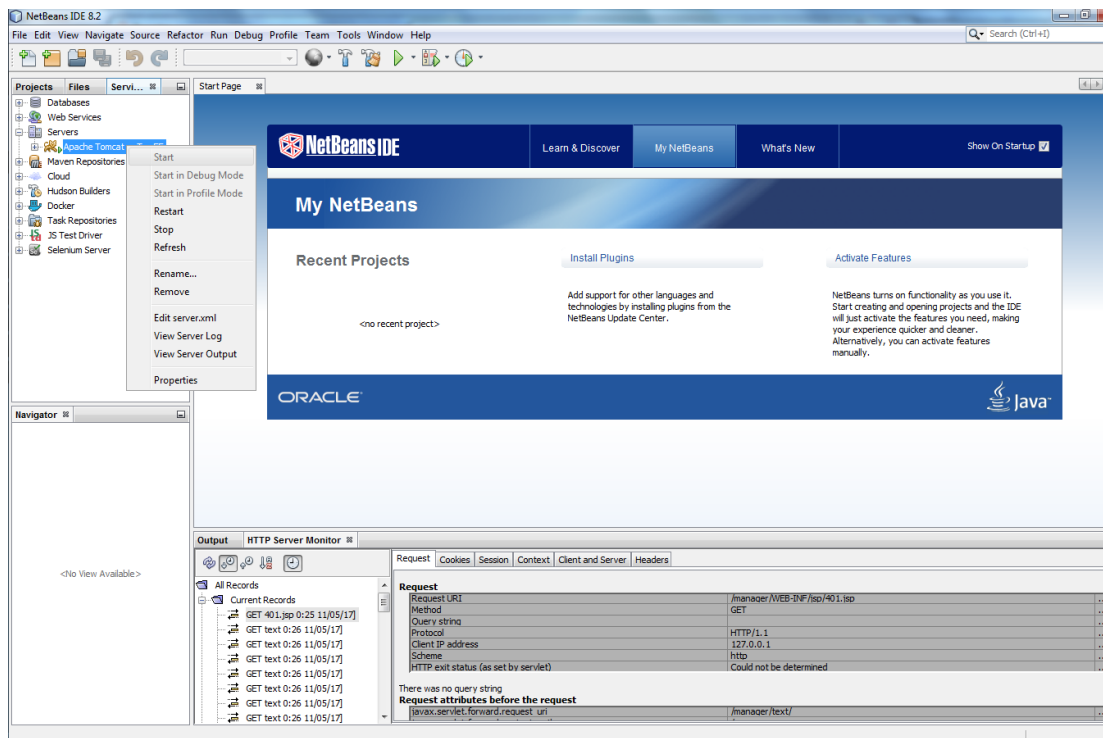 NetBeans IDE 8.2
File Edit View Navigate Source Refactor Run Debug Profile Team Tools Window Help
Search (Ctrl+I)
Projects Files Servi...
Start Page
Databases
Web Services
Servers
Apache Tomcat
Maven Repositories
Cloud
Hudson Builders
Docker
Task Repositories
JS Test Driver
Selenium Server
Start
Start in Debug Mode
Start in Profile Mode
Restart
Stop
Refresh
Rename...
Remove
Edit server.xml
View Server Log
View Server Output
Properties
NetBeans IDE
Learn & Discover
My NetBeans
What's New
Show On Startup
My NetBeans
Recent Projects
<no recent project>
Install Plugins
Add support for other languages and
technologies by installing plugins from the
NetBeans Update Center.
Activate Features
NetBeans turns on functionality as you use it.
Start creating and opening projects and the IDE
will just activate the features you need, making
your experience quicker and cleaner.
Alternatively, you can activate features
manually.
ORACLE
Java
Navigator
<No View Available>
Output HTTP Server Monitor
All Records
Current Records
GET 401.jsp 0:25 11/05/17]
GET text 0:26 11/05/17]
GET text 0:26 11/05/17]
GET text 0:26 11/05/17]
GET text 0:26 11/05/17]
GET text 0:26 11/05/17]
GET text 0:26 11/05/17]
GET text 0:26 11/05/17]
Request Cookies Session Context Client and Server Headers
Request
Request URI /manager/WEB-INF/jsp/401.jsp ...
Method GET ...
Query string ...
Protocol HTTP/1.1 ...
Client IP address 127.0.0.1 ...
Scheme http ...
HTTP exit status (as set by servlet) Could not be determined ...
There was no query string
Request attributes before the request
javax.servlet.forward.request_uri /manager/text/ ...